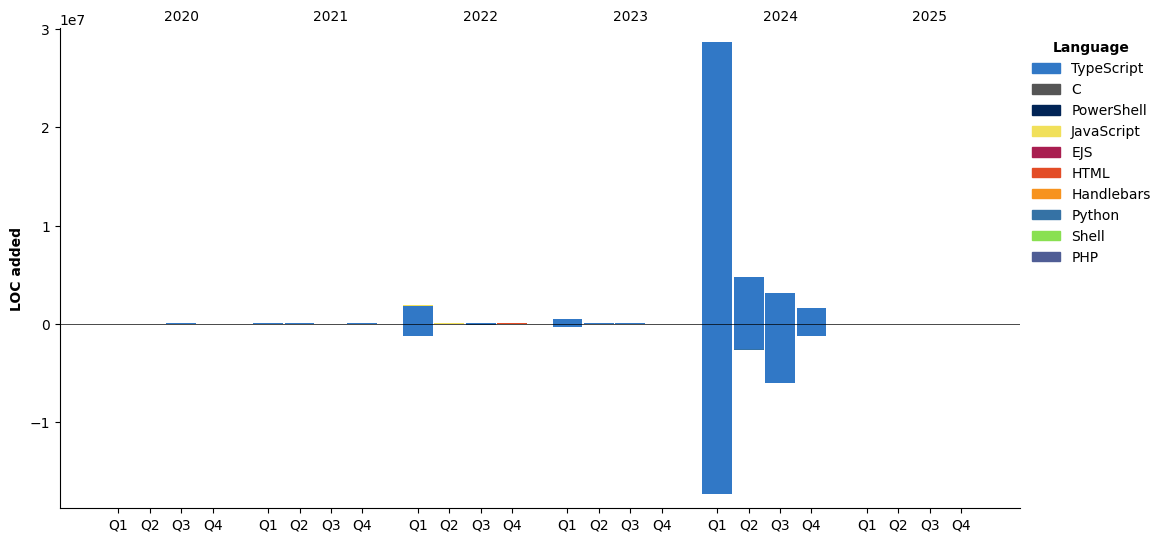 1e7
2020 2021 2022 2023 2024 2025
3
2
1
0
−1
LOC added
Q1 Q2 Q3 Q4 Q1 Q2 Q3 Q4 Q1 Q2 Q3 Q4 Q1 Q2 Q3 Q4 Q1 Q2 Q3 Q4 Q1 Q2 Q3 Q4
Language
TypeScript
C
PowerShell
JavaScript
EJS
HTML
Handlebars
Python
Shell
PHP